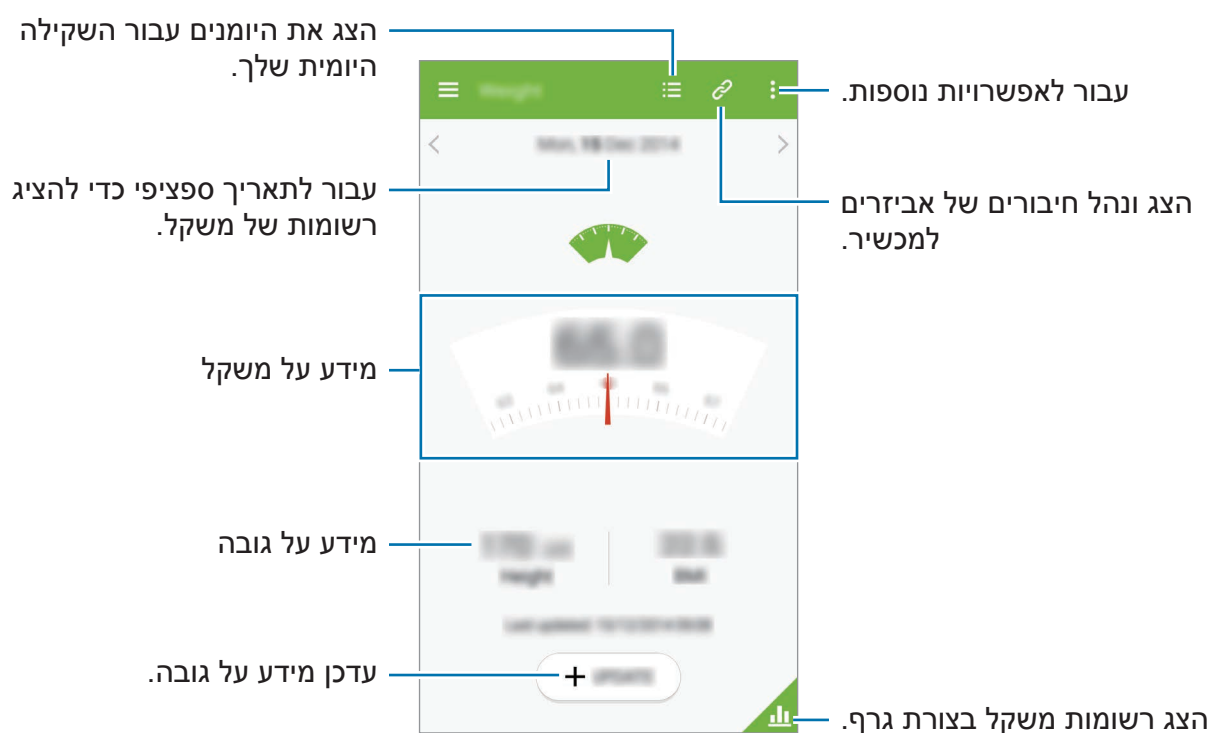 הצג את היומנים עבור השקילה
היומית שלך.
עבור לאפשרויות נוספות.
עבור לתאריך ספציפי כדי להציג
רשומות של משקל.
הצג ונהל חיבורים של אביזרים
למכשיר.
מידע על משקל
מידע על גובה
עדכן מידע על גובה.
הצג רשומות משקל בצורת גרף.